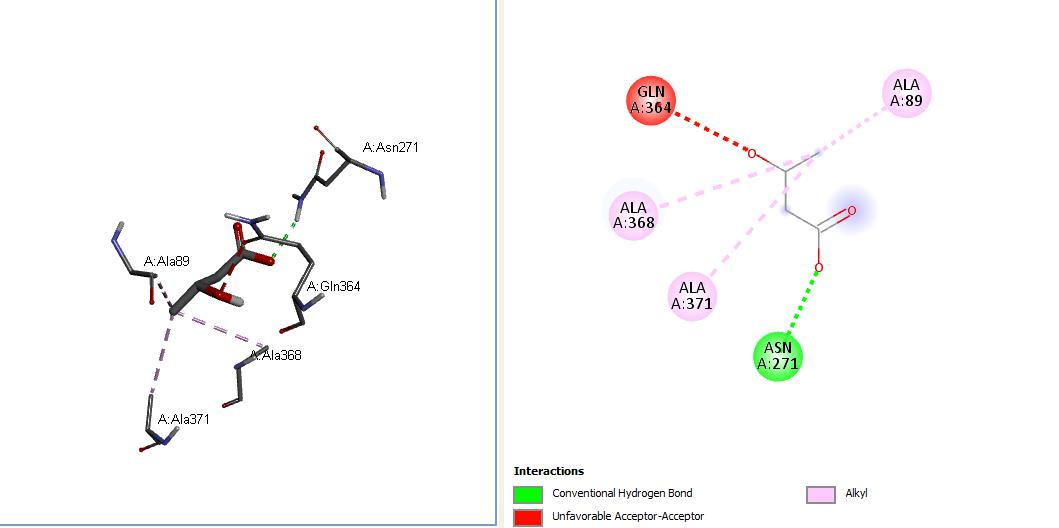 A:Asn271
A:Ala89
A:Gln364
A:Ala368
A:Ala371
GLN
A:364
ALA
A:89
ALA
A:368
ALA
A:371
ASN
A:271
O
O
O
Interactions
Conventional Hydrogen Bond
Unfavorable Acceptor-Acceptor
Alkyl